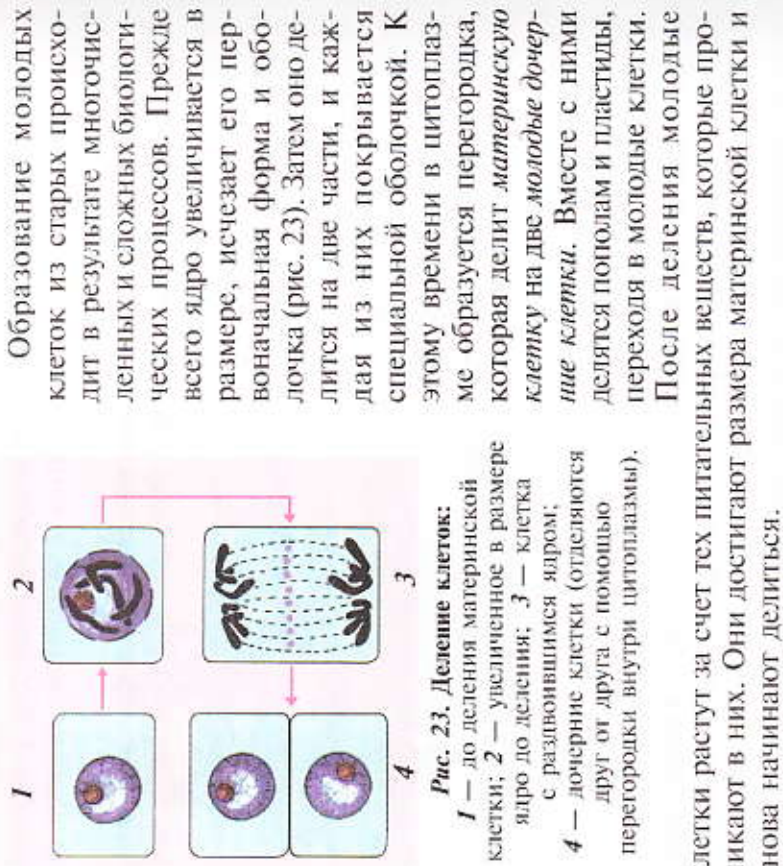 1
2
3
4
Рис. 23. Деление клеток:
1 — до деления материнской
клетки; 2 — увеличенное в размере
ядро до деления; 3 — клетка
с раздвоившимся ядром;
4 — дочерние клетки (отделяются
друг от друга с помощью
перегородки внутри цитоплазмы).
Образование молодых
клеток из старых происхо-
дит в результате многочис-
ленных и сложных биологи-
ческих процессов. Прежде
всего ядро увеличивается в
размере, исчезает его пер-
воначальная форма и обо-
лочка (рис. 23). Затем оно де-
лится на две части, и каж-
дая из них покрывается
специальной оболочкой. К
этому времени в цитоплаз-
ме образуется перегородка,
которая делит материнскую
клетку на две молодые дочер-
ние клетки. Вместе с ними
делятся пополам и пластиды,
переходя в молодые клетки.
После деления молодые
летки растут за счет тех питательных веществ, которые про-
икают в них. Они достигают размера материнской клетки и
нова начинают делиться.